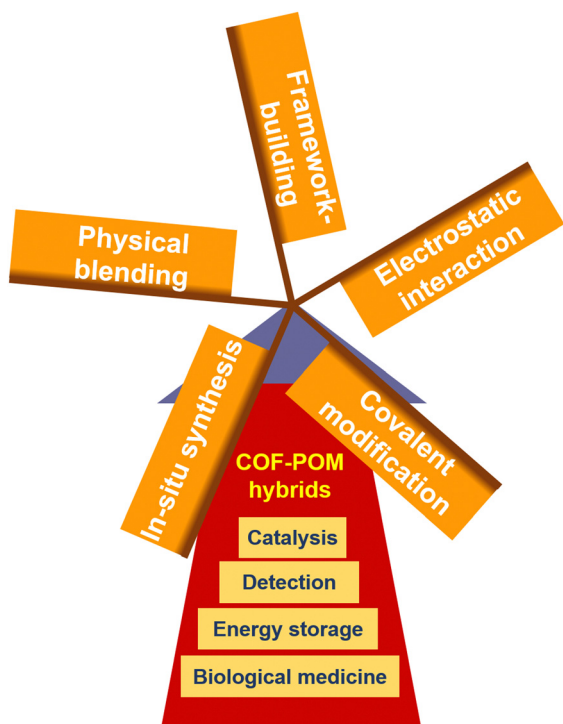 Framework-
building
Physical
blending
Electrostatic
interaction
In-situ synthesis
Covalent
modification
COF-POM
hybrids
Catalysis
Detection
Energy storage
Biological medicine